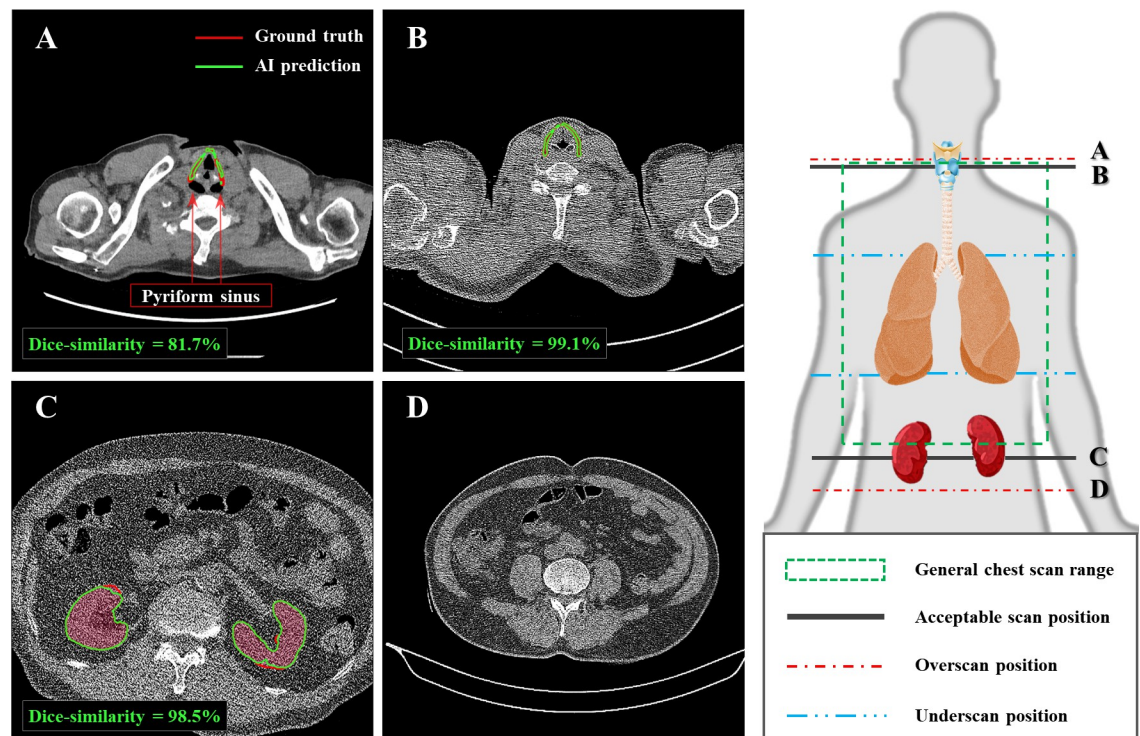 A
Ground truth
AI prediction
Pyriform sinus
Dice-similarity = 81.7%
B
Dice-similarity = 99.1%
C
Dice-similarity = 98.5%
D
A
B
C
D
General chest scan range
Acceptable scan position
Overscan position
Underscan position